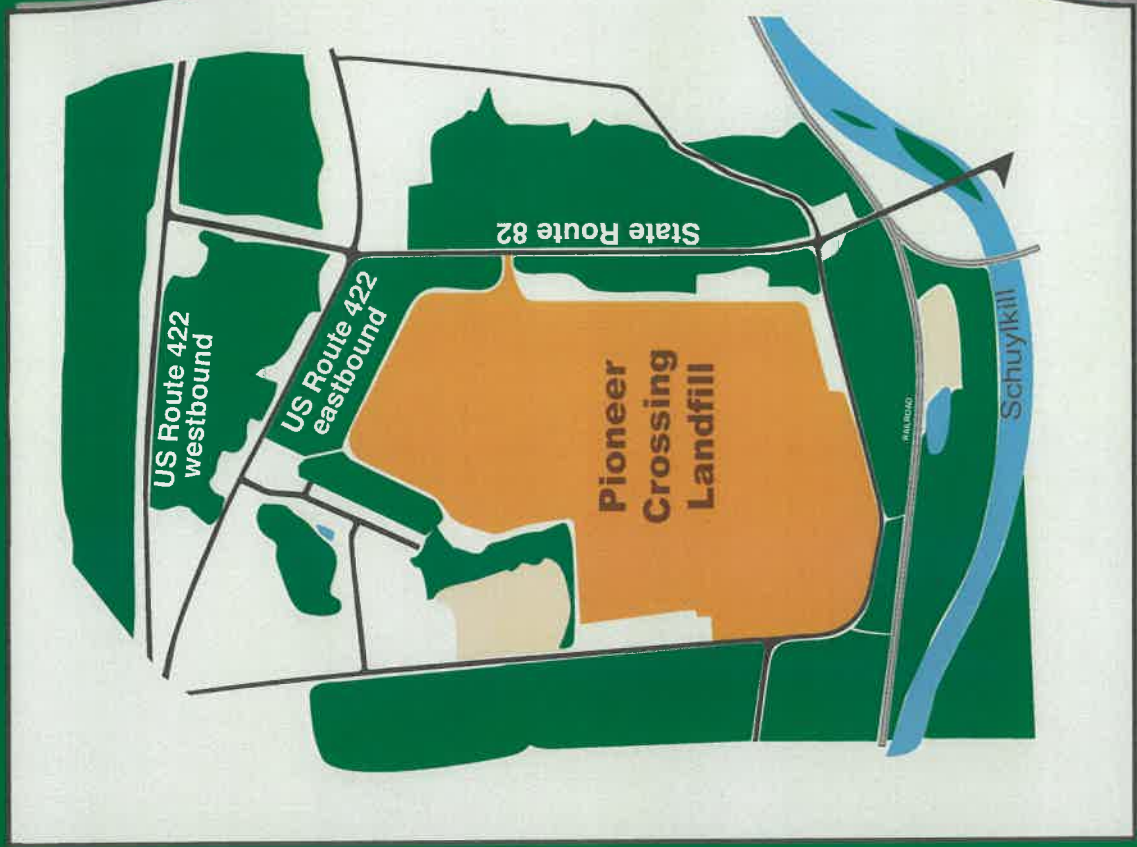 State Route 82
US Route 422
westbound
US Route 422
eastbound
Pioneer
Crossing
Landfill
RAILROAD
Schuylkill